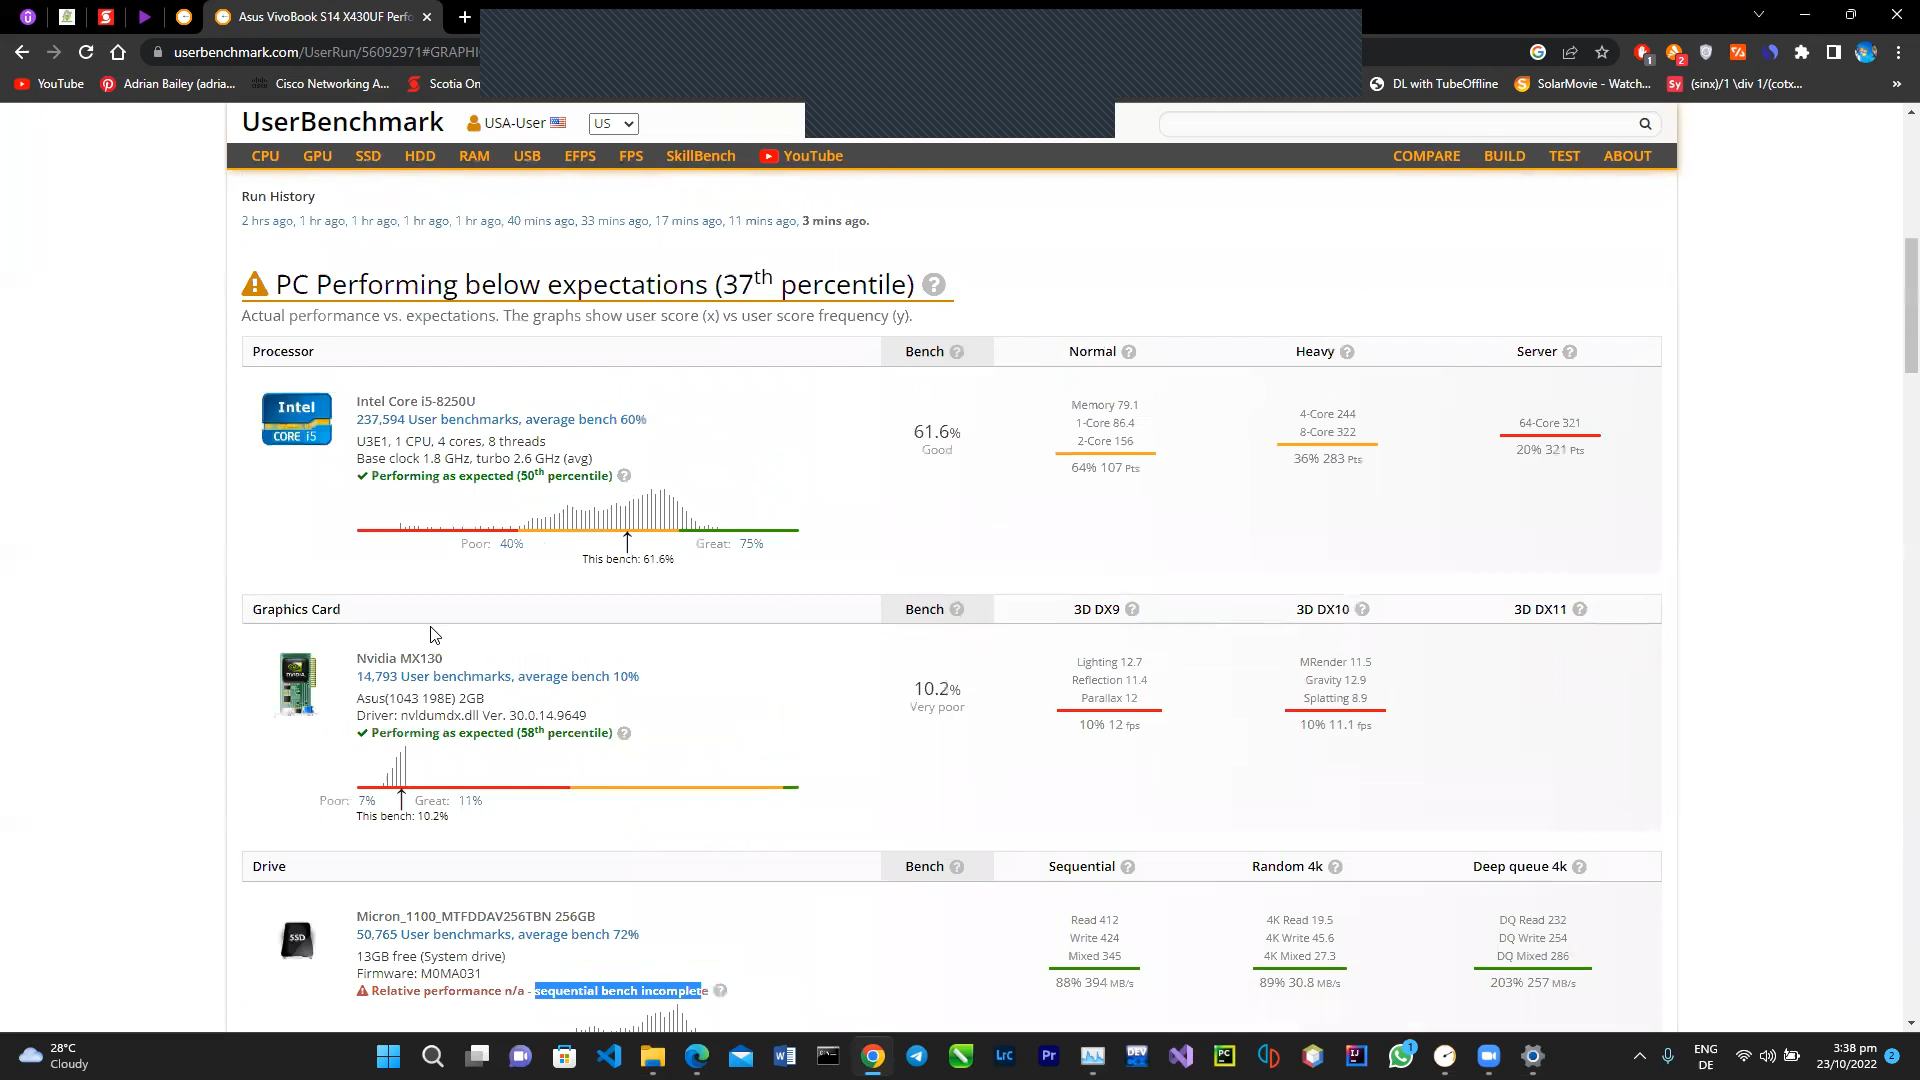 Asus VivoBook S14 X430UF Perfo
userbenchmark.com/UserRun/56092971#GRAPHI
1
2
YouTube
Adrian Bailey (adria...
Cisco Networking A...
Scotia On
DL with TubeOffline
SolarMovie - Watch...
Sy
(sinx)/1 \div 1/(cotx...
»
UserBenchmark
USA-User
US
CPU GPU SSD HDD RAM USB EFPS FPS SkillBench YouTube COMPARE BUILD TEST ABOUT
Run History
2 hrs ago, 1 hr ago, 1 hr ago, 1 hr ago, 1 hr ago, 40 mins ago, 33 mins ago, 17 mins ago, 11 mins ago, 3 mins ago.
PC Performing below expectations (37th percentile) ?
Actual performance vs. expectations. The graphs show user score (x) vs user score frequency (y).
Processor Bench ? Normal ? Heavy ? Server ?
intel
CORE i5
Intel Core i5-8250U
237,594 User benchmarks, average bench 60%
U3E1, 1 CPU, 4 cores, 8 threads
Base clock 1.8 GHz, turbo 2.6 GHz (avg)
Performing as expected (50th percentile) ?
Poor: 40%
Great: 75%
This bench: 61.6%
61.6%
Good
Memory 79.1
1-Core 86.4
2-Core 156
64% 107 Pts
4-Core 244
8-Core 322
36% 283 Pts
64-Core 321
20% 321 Pts
Graphics Card Bench ? 3D DX9 ? 3D DX10 ? 3D DX11 ?
Nvidia MX130
14,793 User benchmarks, average bench 10%
Asus(1043 198E) 2GB
Driver: nvldumdx.dll Ver. 30.0.14.9649
Performing as expected (58th percentile) ?
Poor: 7%
Great: 11%
This bench: 10.2%
10.2%
Very poor
Lighting 12.7
Reflection 11.4
Parallax 12
10% 12 fps
MRender 11.5
Gravity 12.9
Splatting 8.9
10% 11.1 fps
Drive Bench ? Sequential ? Random 4k ? Deep queue 4k ?
SSD
Micron_1100_MTFDDAV256TBN 256GB
50,765 User benchmarks, average bench 72%
13GB free (System drive)
Firmware: M0MA031
Relative performance n/a - sequential bench incomplete ?
Read 412
Write 424
Mixed 345
88% 394 MB/s
4K Read 19.5
4K Write 45.6
4K Mixed 27.3
89% 30.8 MB/s
DQ Read 232
DQ Write 254
DQ Mixed 286
203% 257 MB/s
28°C
Cloudy
Lrc
Pr
DEV
PC
IJ
1
ENG
DE
3:38 pm
23/10/2022
2